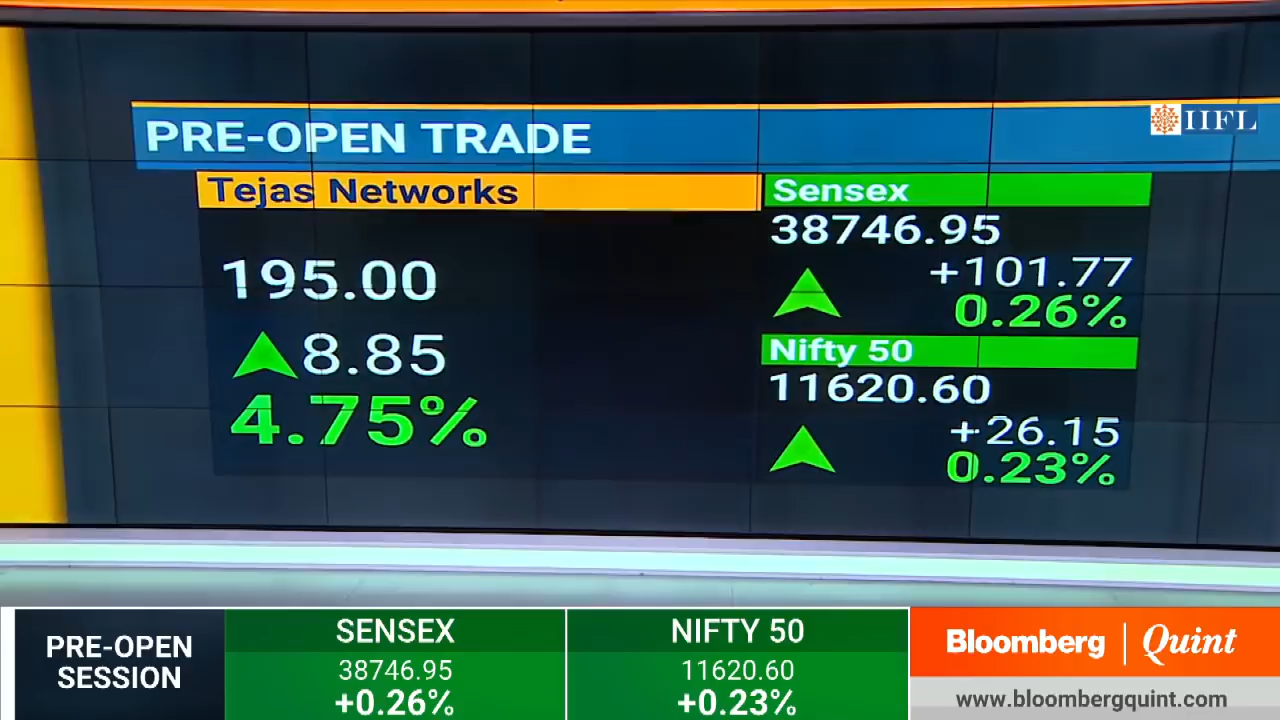 PRE-OPEN TRADE
IIFL
Tejas Networks
195.00
8.85
4.75%
Sensex
38746.95
+101.77
0.26%
Nifty 50
11620.60
+26.15
0.23%
PRE-OPEN
SESSION
SENSEX
38746.95
+0.26%
NIFTY 50
11620.60
+0.23%
Bloomberg | Quint
www.bloombergquint.com